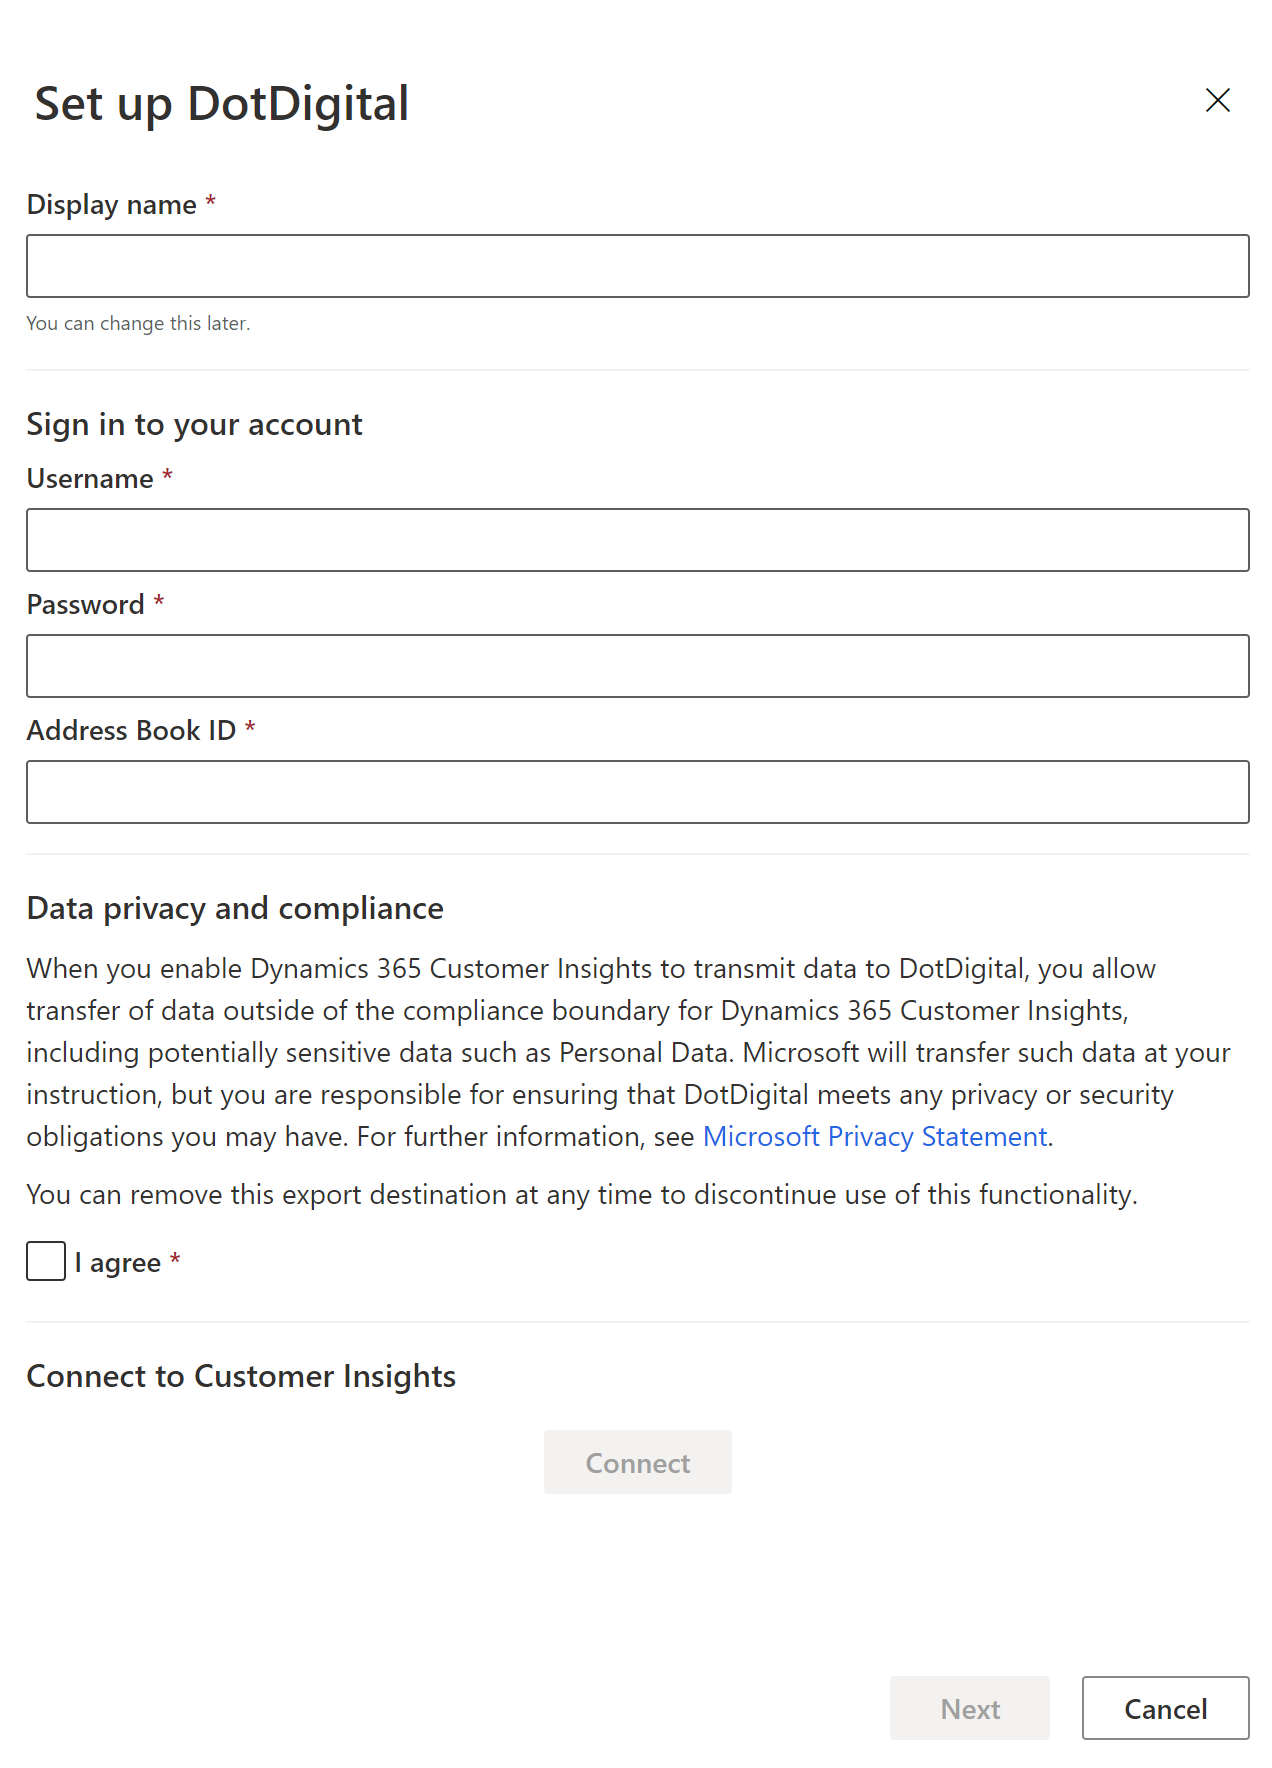 Set up DotDigital
Display name *
You can change this later.
Sign in to your account
Username *
Password *
Address Book ID *
Data privacy and compliance
When you enable Dynamics 365 Customer Insights to transmit data to DotDigital, you allow
transfer of data outside of the compliance boundary for Dynamics 365 Customer Insights,
including potentially sensitive data such as Personal Data. Microsoft will transfer such data at your
instruction, but you are responsible for ensuring that DotDigital meets any privacy or security
obligations you may have. For further information, see Microsoft Privacy Statement.
You can remove this export destination at any time to discontinue use of this functionality.
I agree *
Connect to Customer Insights
Connect
Next
Cancel